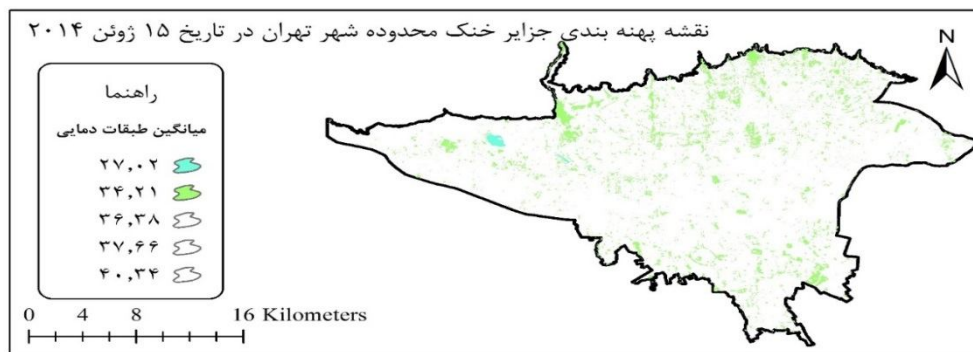 نقشه پهنه بندی جزایر خنک محدوده شهر تهران در تاریخ ۱۵ ژوئن ۲۰۱۴
N
راهنما
میانگین طبقات دمایی
۲۷,۰۲
۳۴,۲۱
۳۶,۳۸
۳۷,۶۶
۴۰,۳۴
0 4 8 16 Kilometers